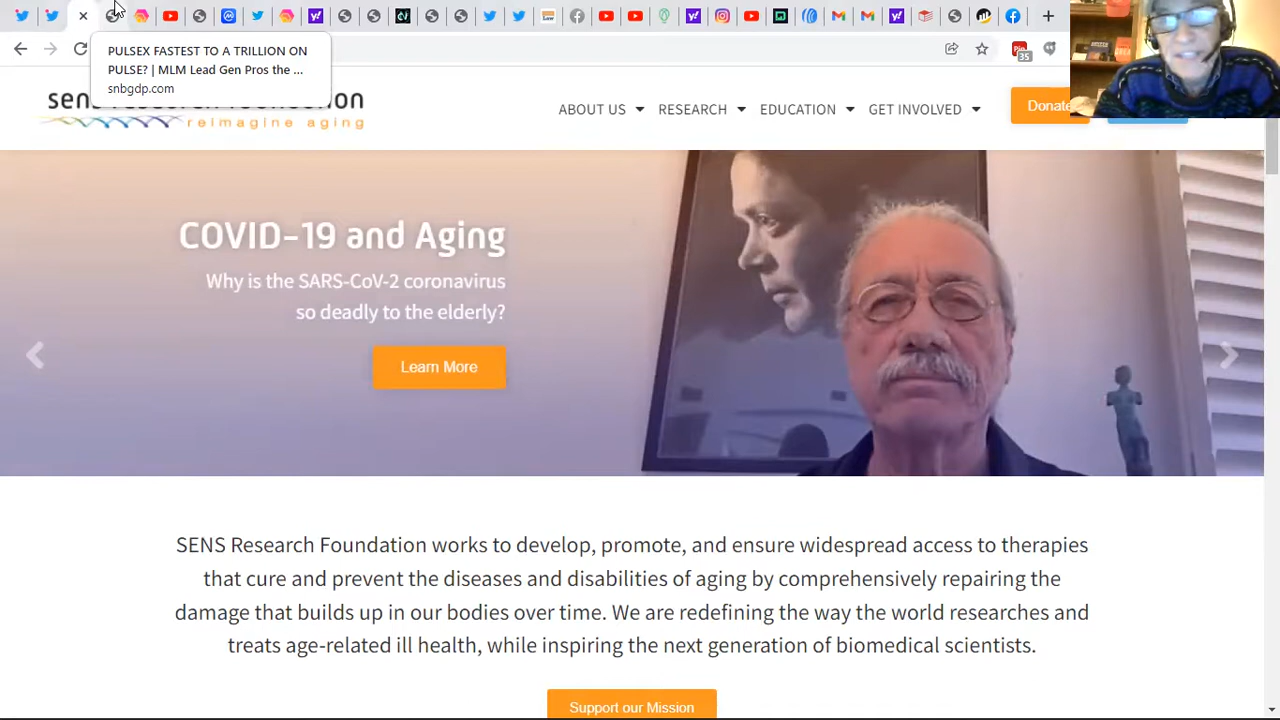 PULSEX FASTEST TO A TRILLION ON
PULSE? | MLM Lead Gen Pros the ...
snbgdp.com
35
reimagine aging
ABOUT US
RESEARCH
EDUCATION
GET INVOLVED
Donate
COVID-19 and Aging
Why is the SARS-CoV-2 coronavirus
so deadly to the elderly?
Learn More
SENS Research Foundation works to develop, promote, and ensure widespread access to therapies
that cure and prevent the diseases and disabilities of aging by comprehensively repairing the
damage that builds up in our bodies over time. We are redefining the way the world researches and
treats age-related ill health, while inspiring the next generation of biomedical scientists.
Support our Mission